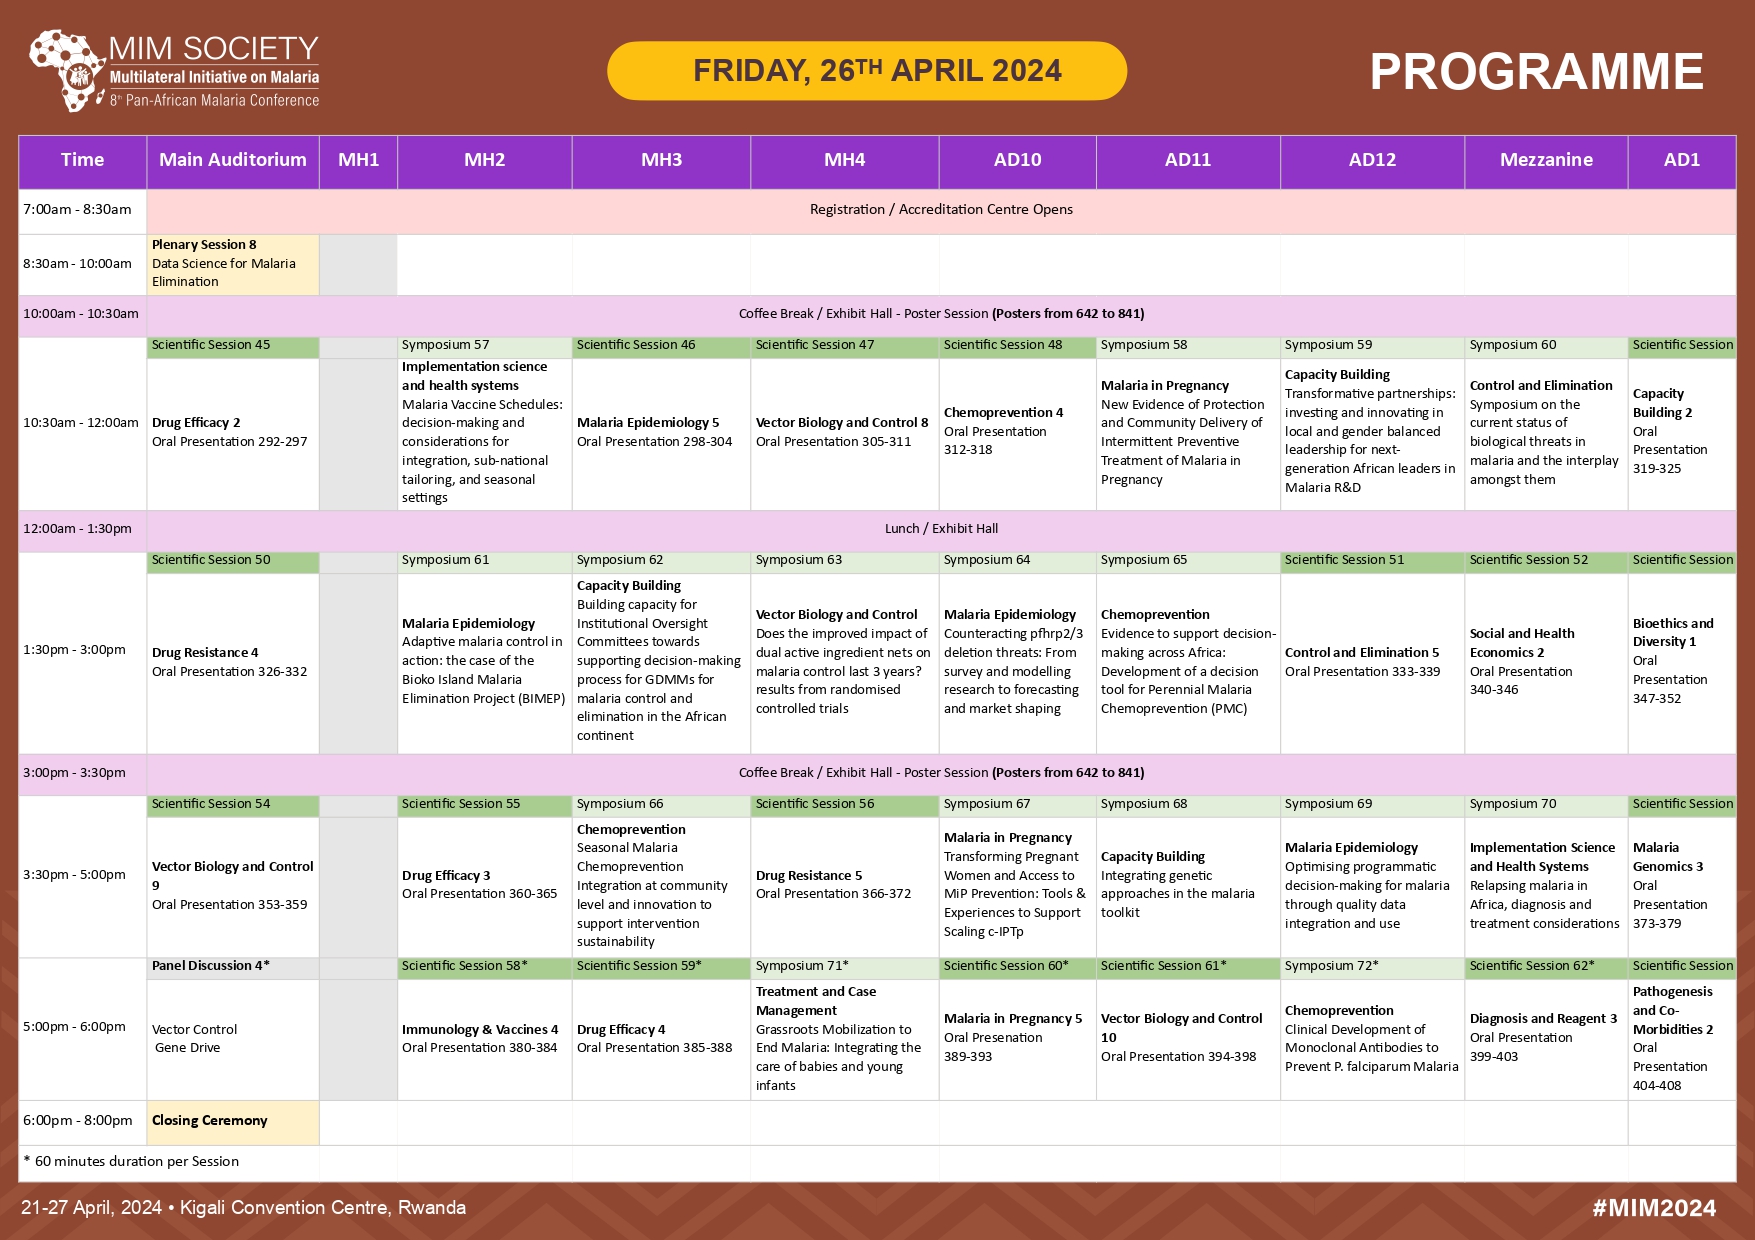 MIM SOCIETY
Multilateral Initiative on Malaria
8th Pan-African Malaria Conference
FRIDAY, 26TH APRIL 2024
PROGRAMME
Time
Main Auditorium
MH1
MH2
MH3
MH4
AD10
AD11
AD12
Mezzanine
AD1
7:00am - 8:30am
Registration / Accreditation Centre Opens
8:30am - 10:00am
Plenary Session 8
Data Science for Malaria
Elimination
10:00am - 10:30am
Coffee Break / Exhibit Hall - Poster Session (Posters from 642 to 841)
10:30am - 12:00am
Scientific Session 45
Drug Efficacy 2
Oral Presentation 292-297
Symposium 57
Implementation science
and health systems
Malaria Vaccine Schedules:
decision-making and
considerations for
integration, sub-national
tailoring, and seasonal
settings
Scientific Session 46
Malaria Epidemiology 5
Oral Presentation 298-304
Scientific Session 47
Vector Biology and Control 8
Oral Presentation 305-311
Scientific Session 48
Chemoprevention 4
Oral Presentation
312-318
Symposium 58
Malaria in Pregnancy
New Evidence of Protection
and Community Delivery of
Intermittent Preventive
Treatment of Malaria in
Pregnancy
Symposium 59
Capacity Building
Transformative partnerships:
investing and innovating in
local and gender balanced
leadership for next-
generation African leaders in
Malaria R&D
Symposium 60
Control and Elimination
Symposium on the
current status of
biological threats in
malaria and the interplay
amongst them
Scientific Session
Capacity
Building 2
Oral
Presentation
319-325
12:00am - 1:30pm
Lunch / Exhibit Hall
1:30pm - 3:00pm
Scientific Session 50
Drug Resistance 4
Oral Presentation 326-332
Symposium 61
Malaria Epidemiology
Adaptive malaria control in
action: the case of the
Bioko Island Malaria
Elimination Project (BIMEP)
Symposium 62
Capacity Building
Building capacity for
Institutional Oversight
Committees towards
supporting decision-making
process for GDMMs for
malaria control and
elimination in the African
continent
Symposium 63
Vector Biology and Control
Does the improved impact of
dual active ingredient nets on
malaria control last 3 years?
results from randomised
controlled trials
Symposium 64
Malaria Epidemiology
Counteracting pfhrp2/3
deletion threats: From
survey and modelling
research to forecasting
and market shaping
Symposium 65
Chemoprevention
Evidence to support decision-
making across Africa:
Development of a decision
tool for Perennial Malaria
Chemoprevention (PMC)
Scientific Session 51
Control and Elimination 5
Oral Presentation 333-339
Scientific Session 52
Social and Health
Economics 2
Oral Presentation
340-346
Scientific Session
Bioethics and
Diversity 1
Oral
Presentation
347-352
3:00pm - 3:30pm
Coffee Break / Exhibit Hall - Poster Session (Posters from 642 to 841)
3:30pm - 5:00pm
Scientific Session 54
Vector Biology and Control
9
Oral Presentation 353-359
Scientific Session 55
Drug Efficacy 3
Oral Presentation 360-365
Symposium 66
Chemoprevention
Seasonal Malaria
Chemoprevention
Integration at community
level and innovation to
support intervention
sustainability
Scientific Session 56
Drug Resistance 5
Oral Presentation 366-372
Symposium 67
Malaria in Pregnancy
Transforming Pregnant
Women and Access to
MiP Prevention: Tools &
Experiences to Support
Scaling c-IPTp
Symposium 68
Capacity Building
Integrating genetic
approaches in the malaria
toolkit
Symposium 69
Malaria Epidemiology
Optimising programmatic
decision-making for malaria
through quality data
integration and use
Symposium 70
Implementation Science
and Health Systems
Relapsing malaria in
Africa, diagnosis and
treatment considerations
Scientific Session
Malaria
Genomics 3
Oral
Presentation
373-379
5:00pm - 6:00pm
Panel Discussion 4*
Vector Control
Gene Drive
Scientific Session 58*
Immunology & Vaccines 4
Oral Presentation 380-384
Scientific Session 59*
Drug Efficacy 4
Oral Presentation 385-388
Symposium 71*
Treatment and Case
Management
Grassroots Mobilization to
End Malaria: Integrating the
care of babies and young
infants
Scientific Session 60*
Malaria in Pregnancy 5
Oral Presenation
389-393
Scientific Session 61*
Vector Biology and Control
10
Oral Presentation 394-398
Symposium 72*
Chemoprevention
Clinical Development of
Monoclonal Antibodies to
Prevent P. falciparum Malaria
Scientific Session 62*
Diagnosis and Reagent 3
Oral Presentation
399-403
Scientific Session
Pathogenesis
and Co-
Morbidities 2
Oral
Presentation
404-408
6:00pm - 8:00pm
Closing Ceremony
* 60 minutes duration per Session
21-27 April, 2024 • Kigali Convention Centre, Rwanda
#MIM2024